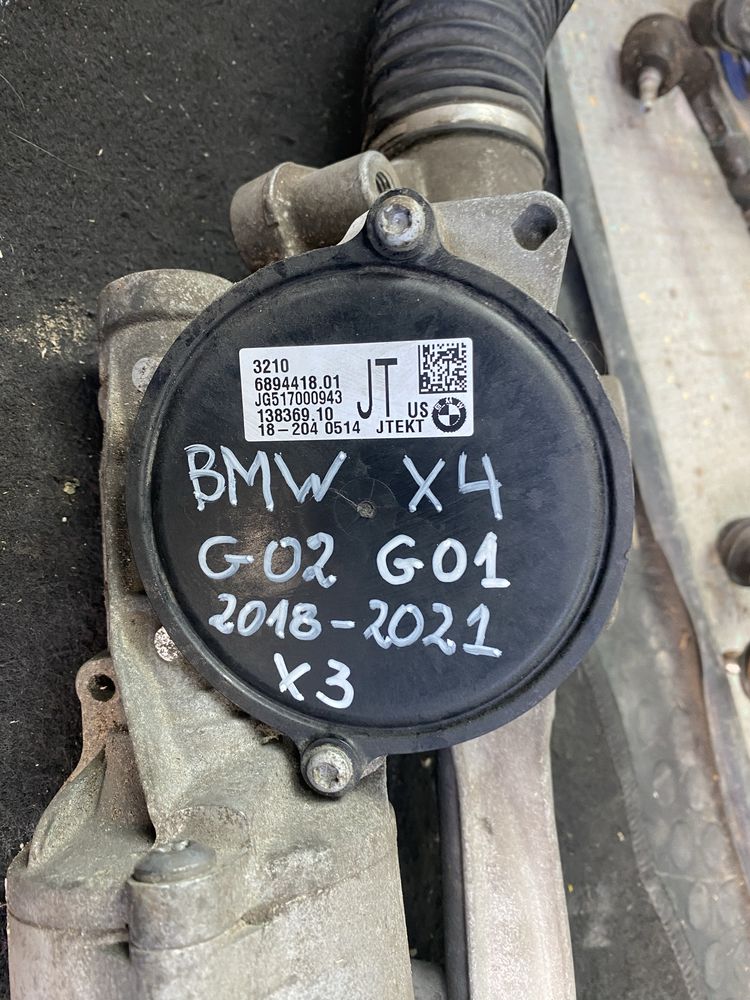 3210
6894418.01
JG517000943
138369.10
18-204 0514
JT
US
BMW
JTEKT
BMW X4
G02 G01
2018-2021
X3